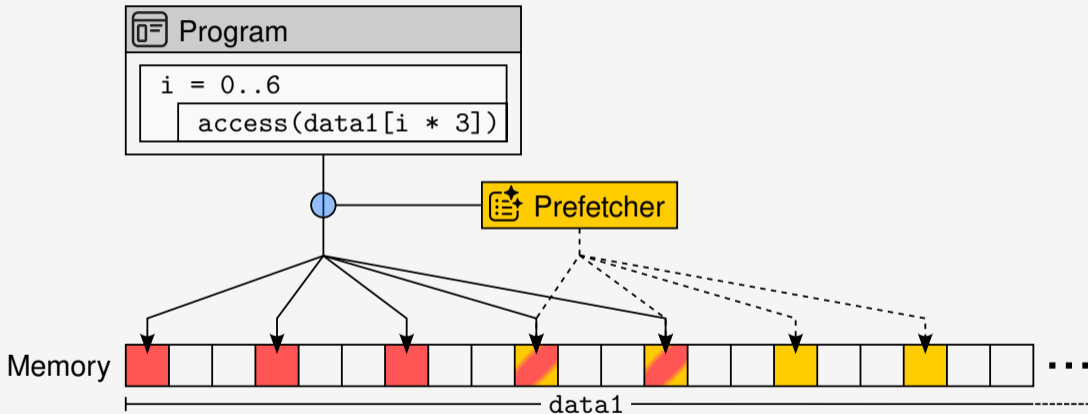 Program
i = 0..6
access(data1[i * 3])
Prefetcher
Memory
...
data1